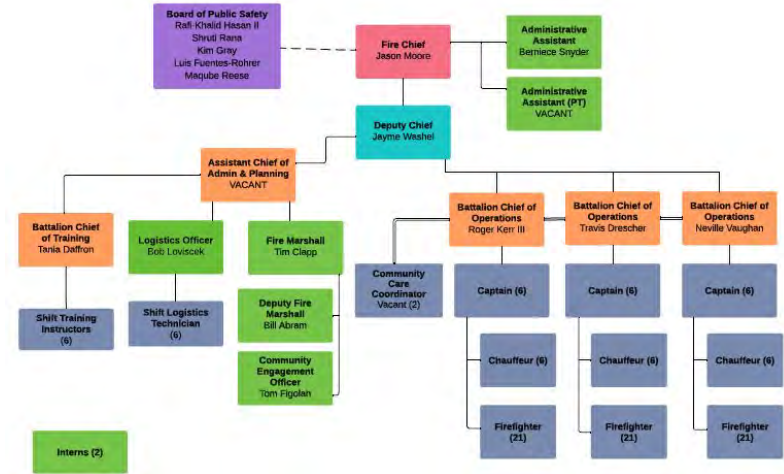 Board of Public Safety
Rafi-Khalid Hasan II
Shruti Rana
Kim Gray
Luis Fuentes-Rohrer
Maqube Reese
Fire Chief
Jason Moore
Administrative
Assistant
Berniece Snyder
Administrative
Assistant (PT)
VACANT
Deputy Chief
Jayme Washel
Assistant Chief of
Admin & Planning
VACANT
Battalion Chief
of Training
Tania Daffron
Logistics Officer
Bob Loviscek
Fire Marshall
Tim Clapp
Battalion Chief of
Operations
Roger Kerr III
Battalion Chief of
Operations
Travis Drescher
Battalion Chief of
Operations
Neville Vaughan
Community
Care
Coordinator
Vacant (2)
Captain (6)
Captain (6)
Captain (6)
Shift Training
Instructors
(6)
Shift Logistics
Technician
(6)
Deputy Fire
Marshall
Bill Abram
Community
Engagement
Officer
Tom Figolah
Chauffeur (6)
Chauffeur (6)
Chauffeur (6)
Firefighter
(21)
Firefighter
(21)
Firefighter
(21)
Interns (2)